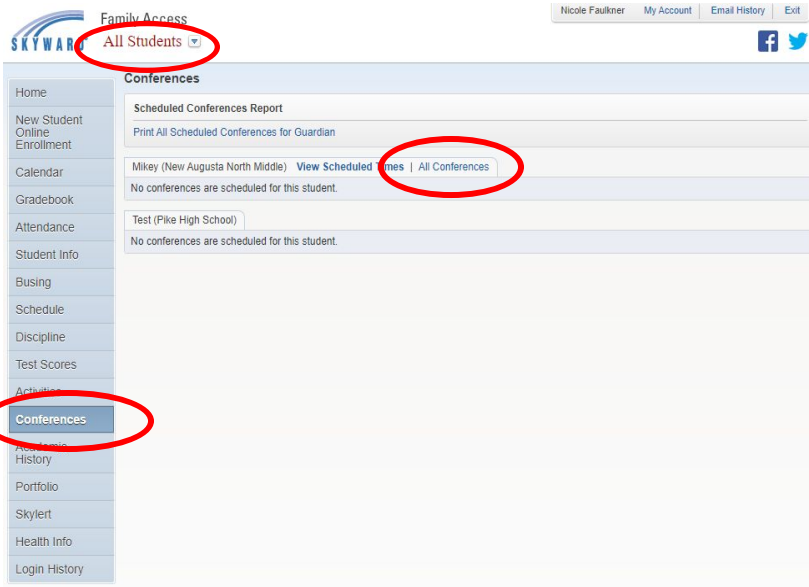 Family Access
Nicole Faulkner My Account Email History Exit
SKYWARD All Students
Home
New Student
Online
Enrollment
Calendar
Gradebook
Attendance
Student Info
Busing
Schedule
Discipline
Test Scores
Activities
Conferences
Academic
History
Portfolio
Skylert
Health Info
Login History
Conferences
Scheduled Conferences Report
Print All Scheduled Conferences for Guardian
Mikey (New Augusta North Middle) View Scheduled Times | All Conferences
No conferences are scheduled for this student.
Test (Pike High School)
No conferences are scheduled for this student.